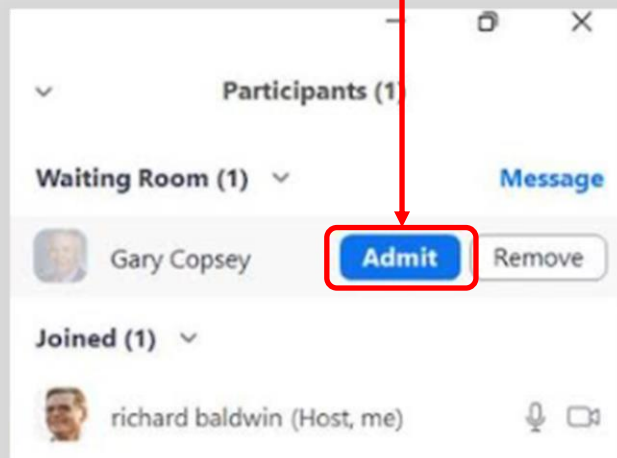 Participants (1)
Waiting Room (1) Message
Gary Copsey Admit Remove
Joined (1)
richard baldwin (Host, me)